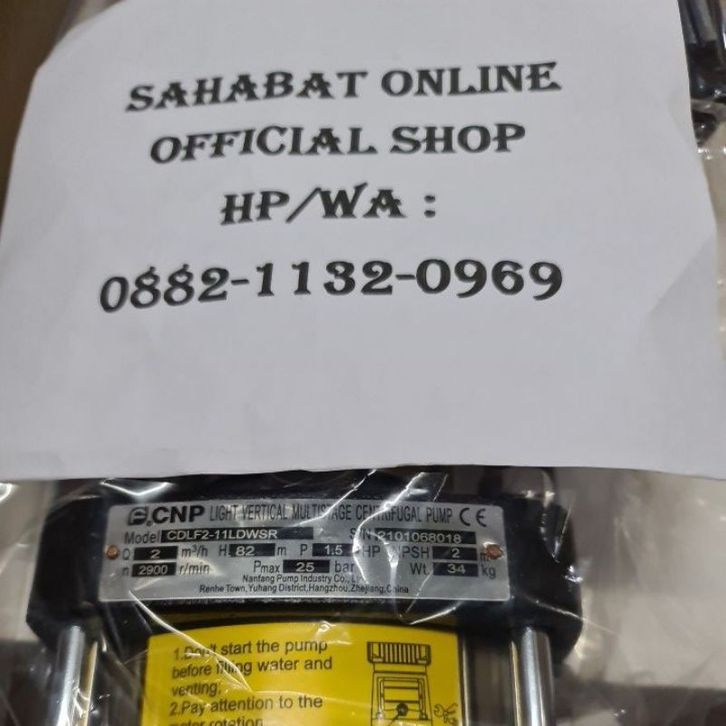 SAHABAT ONLINE
OFFICIAL SHOP
HP/WA :
0882-1132-0969
CNP LIGHT VERTICAL MULTISTAGE CENTRIFUGAL PUMP CE
Model CDLF2-11LDWSR S/N 2101068018
Q 2 m³/h H 82 m P 1.5 HP NPSH 2 m
n 2900 r/min Pmax 25 bar Wt. 34 kg
Nanfang Pump Industry Co.,
Renhe Town, Yuhang District, Hangzhou, Zhejiang, China
1.Don't start the pump
before filling water and
venting;
2.Pay attention to the
rotation